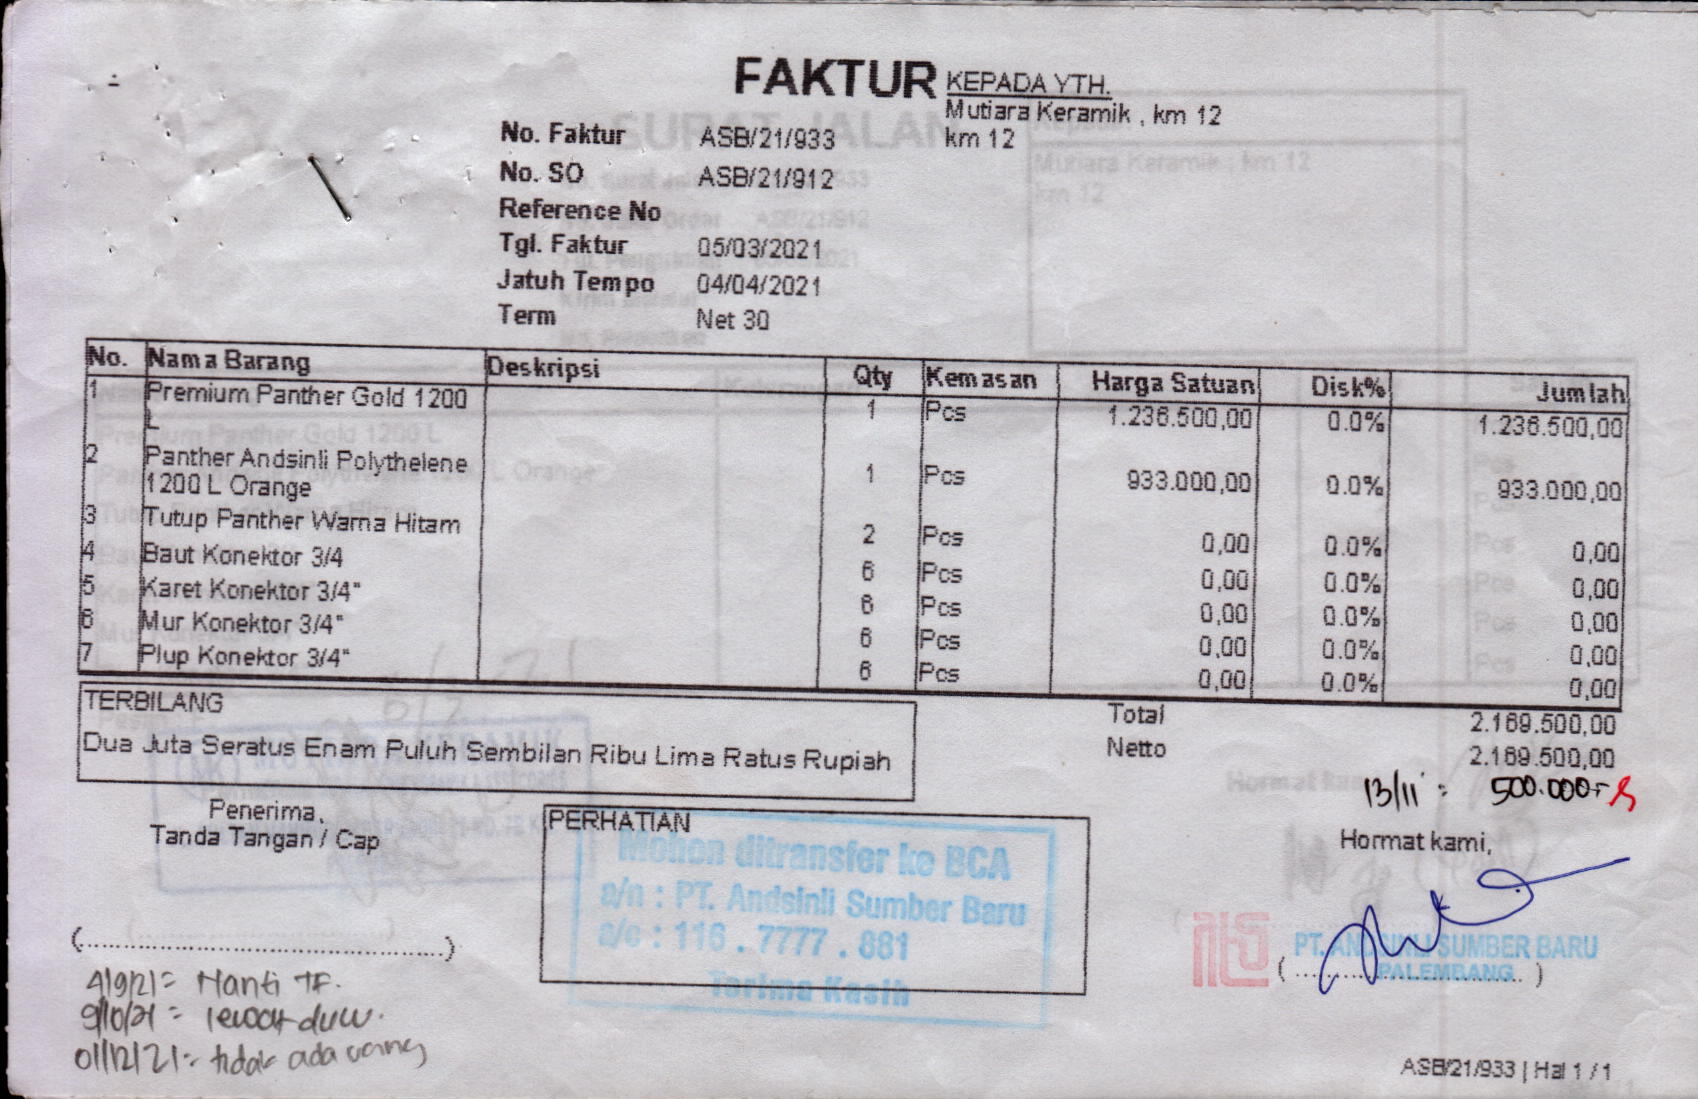 FAKTUR
KEPADA YTH.
Mutiara Keramik , km 12
km 12
No. Faktur ASB/21/933
No. SO ASB/21/912
Reference No
Tgl. Faktur 05/03/2021
Jatuh Tempo 04/04/2021
Term Net 30
No. Nama Barang Deskripsi Qty Kemasan Harga Satuan Disk% Jumlah
1 Premium Panther Gold 1200 L 1 Pcs 1.236.500,00 0.0% 1.236.500,00
2 Panther Andsinli Polythelene 1200 L Orange 1 Pcs 933.000,00 0.0% 933.000,00
3 Tutup Panther Warna Hitam 2 Pcs 0,00 0.0% 0,00
4 Baut Konektor 3/4 6 Pcs 0,00 0.0% 0,00
5 Karet Konektor 3/4" 6 Pcs 0,00 0.0% 0,00
6 Mur Konektor 3/4" 6 Pcs 0,00 0.0% 0,00
7 Plup Konektor 3/4" 6 Pcs 0,00 0.0% 0,00
TERBILANG
Dua Juta Seratus Enam Puluh Sembilan Ribu Lima Ratus Rupiah
Total 2.169.500,00
Netto 2.169.500,00
13/11 : 500.000
Penerima,
Tanda Tangan / Cap
PERHATIAN
Mohon ditransfer ke BCA
a/n : PT. Andsinli Sumber Baru
a/c : 116 . 7777 . 881
Terima Kasih
Hormat kami,
PT. ANDSINLI SUMBER BARU
PALEMBANG
4/9/21 = Nanti TF.
9/10/21 = lewat dulu.
01/12/21 = tidak ada uang
ASB/21/933 | Hal 1 / 1